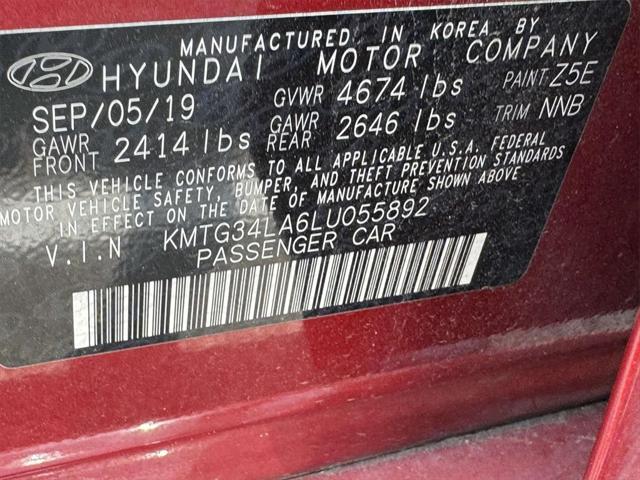 MANUFACTURED IN KOREA BY
HYUNDAI MOTOR COMPANY
SEP/05/19 GVWR 4674 lbs PAINT Z5E
GAWR FRONT 2414 lbs GAWR REAR 2646 lbs TRIM NNB
THIS VEHICLE CONFORMS TO ALL APPLICABLE U.S.A. FEDERAL
MOTOR VEHICLE SAFETY, BUMPER, AND THEFT PREVENTION STANDARDS
IN EFFECT ON THE DATE OF MANUFACTURE SHOWN ABOVE
V.I.N KMTG34LA6LU055892
PASSENGER CAR